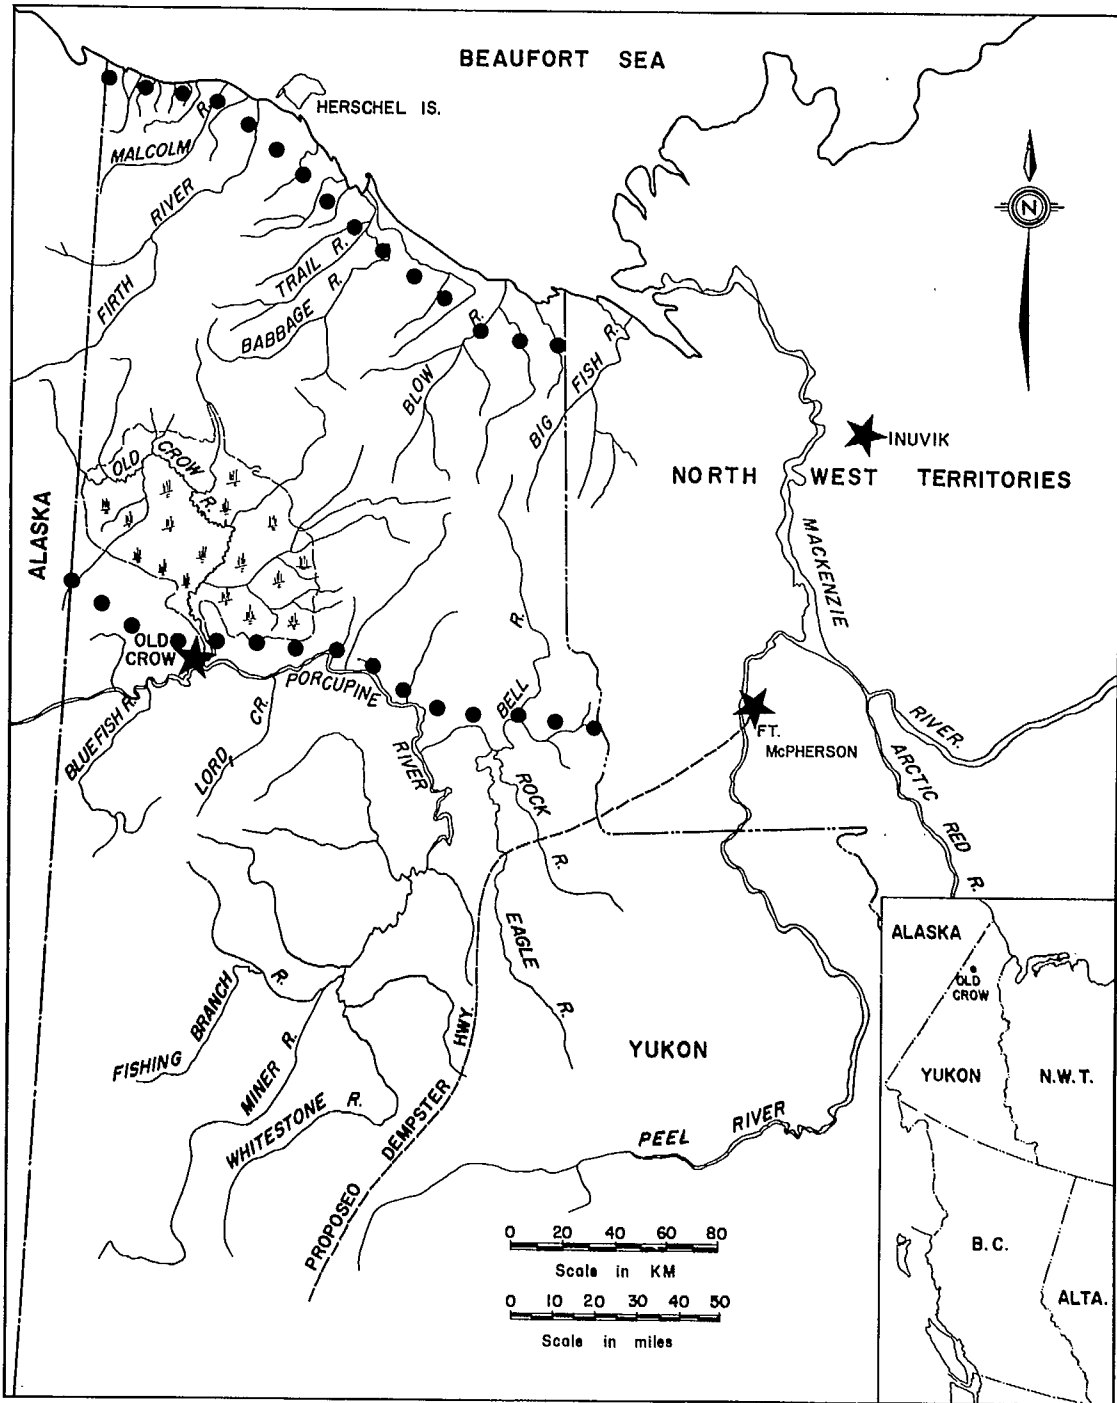 BEAUFORT SEA
HERSCHEL IS.
MALCOLM R.
FIRTH RIVER
TRAIL R.
BABBAGE R.
BLOW R.
BIG FISH R.
N
INUVIK
NORTH WEST TERRITORIES
ALASKA
OLD CROW R.
MACKENZIE RIVER.
OLD
CROW
PORCUPINE RIVER
BELL R.
BLUEFISH R.
LORD CR.
FT.
McPHERSON
ARCTIC RED R.
ROCK R.
EAGLE R.
FISHING BRANCH R.
MINER R.
WHITESTONE R.
PROPOSED DEMPSTER HWY.
YUKON
PEEL RIVER
0 20 40 60 80
Scale in KM
0 10 20 30 40 50
Scale in miles
ALASKA
OLD
CROW
YUKON
N.W.T.
B.C.
ALTA.